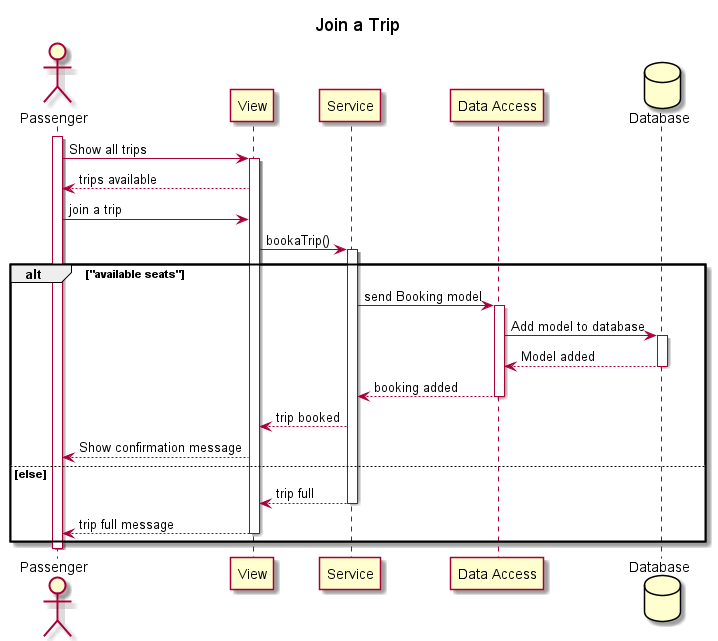 Join a Trip
Passenger
View
Service
Data Access
Database
Show all trips
trips available
join a trip
bookaTrip()
alt
["available seats"]
send Booking model
Add model to database
Model added
booking added
trip booked
Show confirmation message
[else]
trip full
trip full message
Passenger
View
Service
Data Access
Database